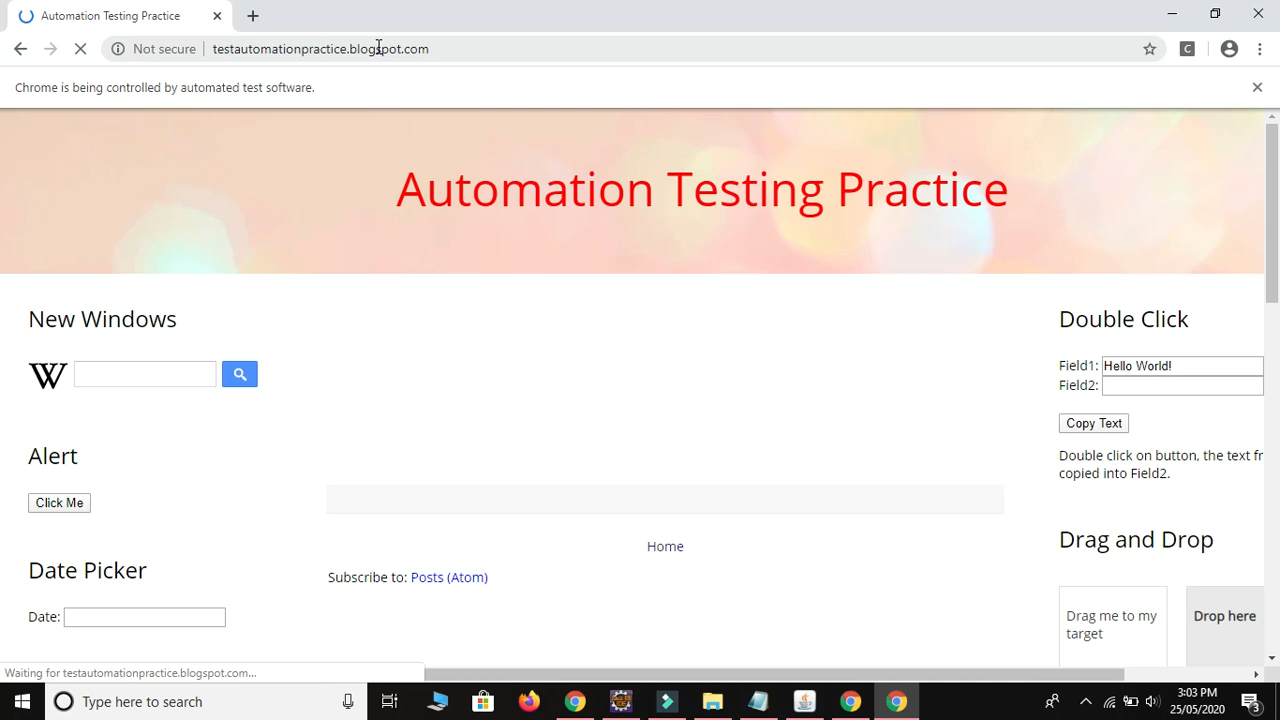 Automation Testing Practice
Not secure testautomationpractice.blogspot.com
C
Chrome is being controlled by automated test software.
Automation Testing Practice
New Windows
W
Alert
Click Me
Date Picker
Date:
Home
Subscribe to: Posts (Atom)
Double Click
Field1: Hello World!
Field2:
Copy Text
Double click on button, the text fr
copied into Field2.
Drag and Drop
Drag me to my
target
Drop here
Waiting for testautomationpractice.blogspot.com...
Type here to search
3:03 PM
25/05/2020
3